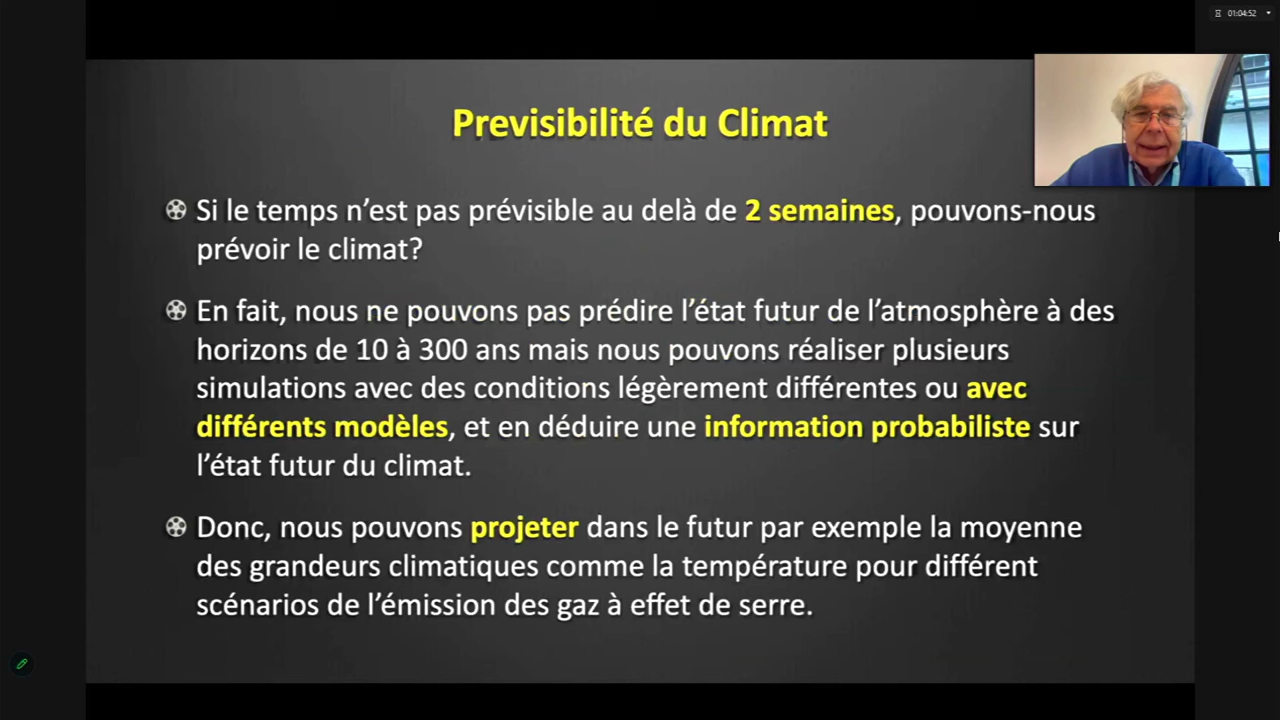 01:04:52
Previsibilité du Climat
Si le temps n’est pas prévisible au delà de 2 semaines, pouvons-nous
prévoir le climat?
En fait, nous ne pouvons pas prédire l’état futur de l’atmosphère à des
horizons de 10 à 300 ans mais nous pouvons réaliser plusieurs
simulations avec des conditions légèrement différentes ou avec
différents modèles, et en déduire une information probabiliste sur
l’état futur du climat.
Donc, nous pouvons projeter dans le futur par exemple la moyenne
des grandeurs climatiques comme la température pour différent
scénarios de l’émission des gaz à effet de serre.